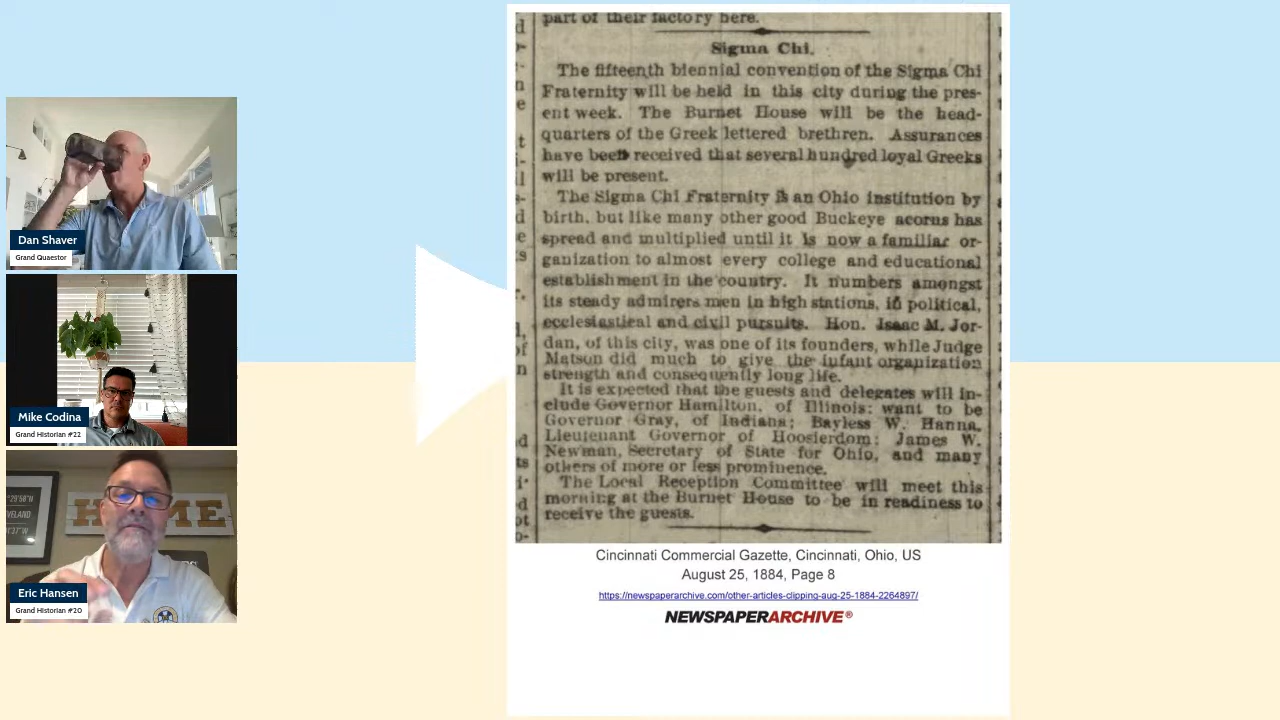 part of their factory here.
Sigma Chi.
The fifteenth biennial convention of the Sigma Chi
Fraternity will be held in this city during the pres-
ent week. The Burnet House will be the head-
quarters of the Greek lettered brethren. Assurances
have been received that several hundred loyal Greeks
will be present.
The Sigma Chi Fraternity is an Ohio institution by
birth, but like many other good Buckeye acorns has
spread and multiplied until it is now a familiar or-
ganization to almost every college and educational
establishment in the country. It numbers amongst
its steady admirers men in high stations, in political,
ecclesiastical and civil pursuits. Hon. Isaac M. Jor-
dan, of this city, was one of its founders, while Judge
Matson did much to give the infant organization
strength and consequently long life.
It is expected that the guests and delegates will in-
clude Governor Hamilton, of Illinois; want to be
Governor Gray, of Indiana; Bayless W. Hanna,
Lieutenant Governor of Hoosierdom; James W.
Newman, Secretary of State for Ohio, and many
others of more or less prominence.
The Local Reception Committee will meet this
morning at the Burnet House to be in readiness to
receive the guests.
Cincinnati Commercial Gazette, Cincinnati, Ohio, US
August 25, 1884, Page 8
https://newspaperarchive.com/other-articles-clipping-aug-25-1884-2264897/
NEWSPAPERARCHIVE®
Dan Shaver
Grand Quaestor
Mike Codina
Grand Historian #22
HOME
Eric Hansen
Grand Historian #20